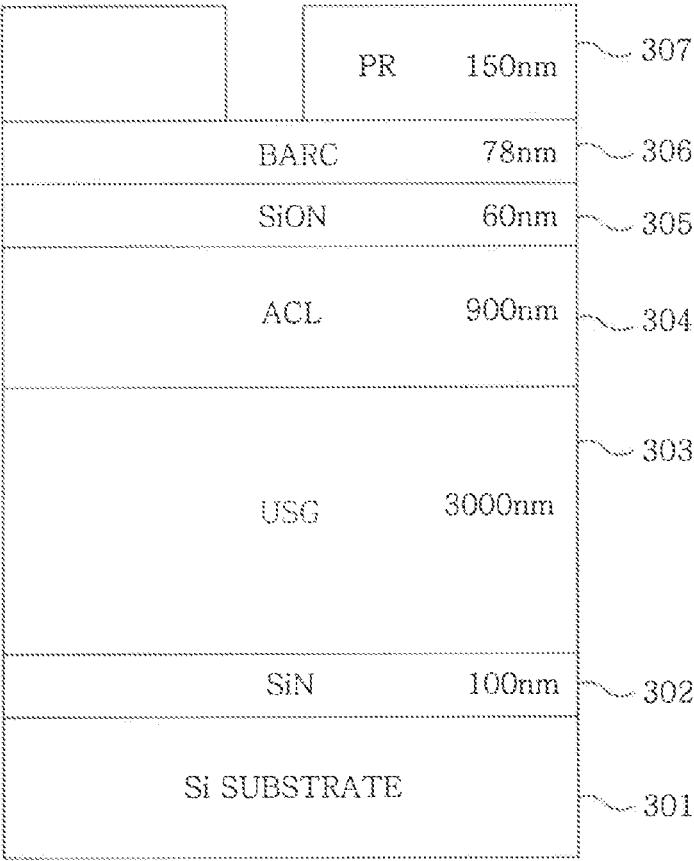 PR 150nm 307
BARC 78nm 306
SiON 60nm 305
ACL 900nm 304
303
USG 3000nm
SiN 100nm 302
Si SUBSTRATE 301